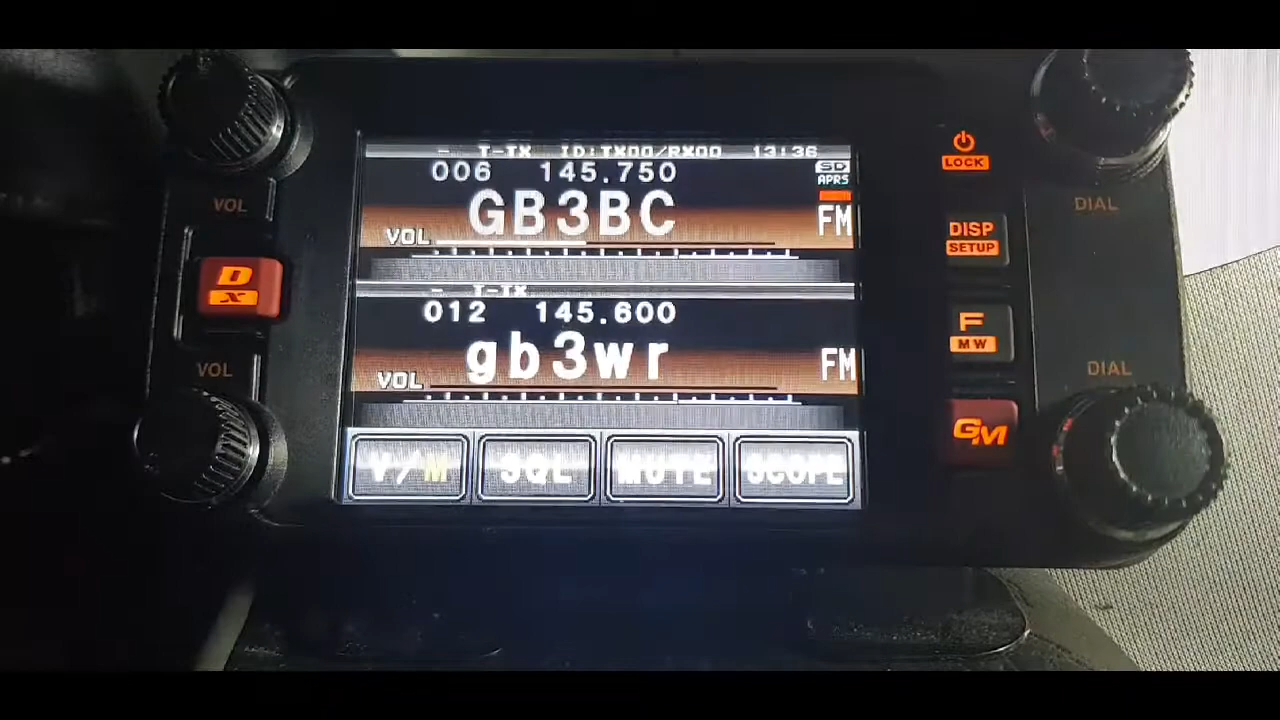 - T-TX ID:TX00/RX00 13:36
006 145.750 SD
APRS
GB3BC FM
VOL
- T-TX
012 145.600
gb3wr FM
VOL
V/M SQL MUTE SCOPE
VOL
D
X
VOL
LOCK
DISP
SETUP
F
MW
GM
DIAL
DIAL